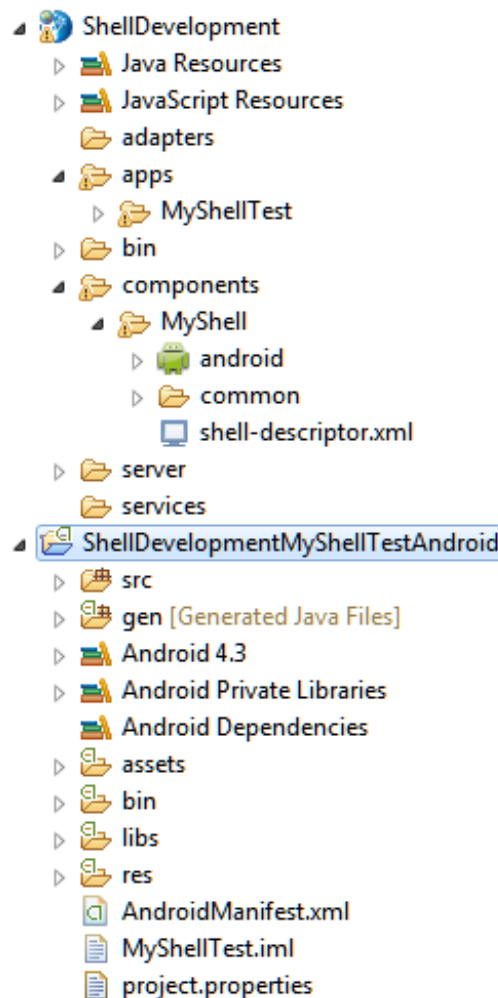 ShellDevelopment
Java Resources
JavaScript Resources
adapters
apps
MyShellTest
bin
components
MyShell
android
common
shell-descriptor.xml
server
services
ShellDevelopmentMyShellTestAndroid
src
gen [Generated Java Files]
Android 4.3
Android Private Libraries
Android Dependencies
assets
bin
libs
res
AndroidManifest.xml
MyShellTest.iml
project.properties